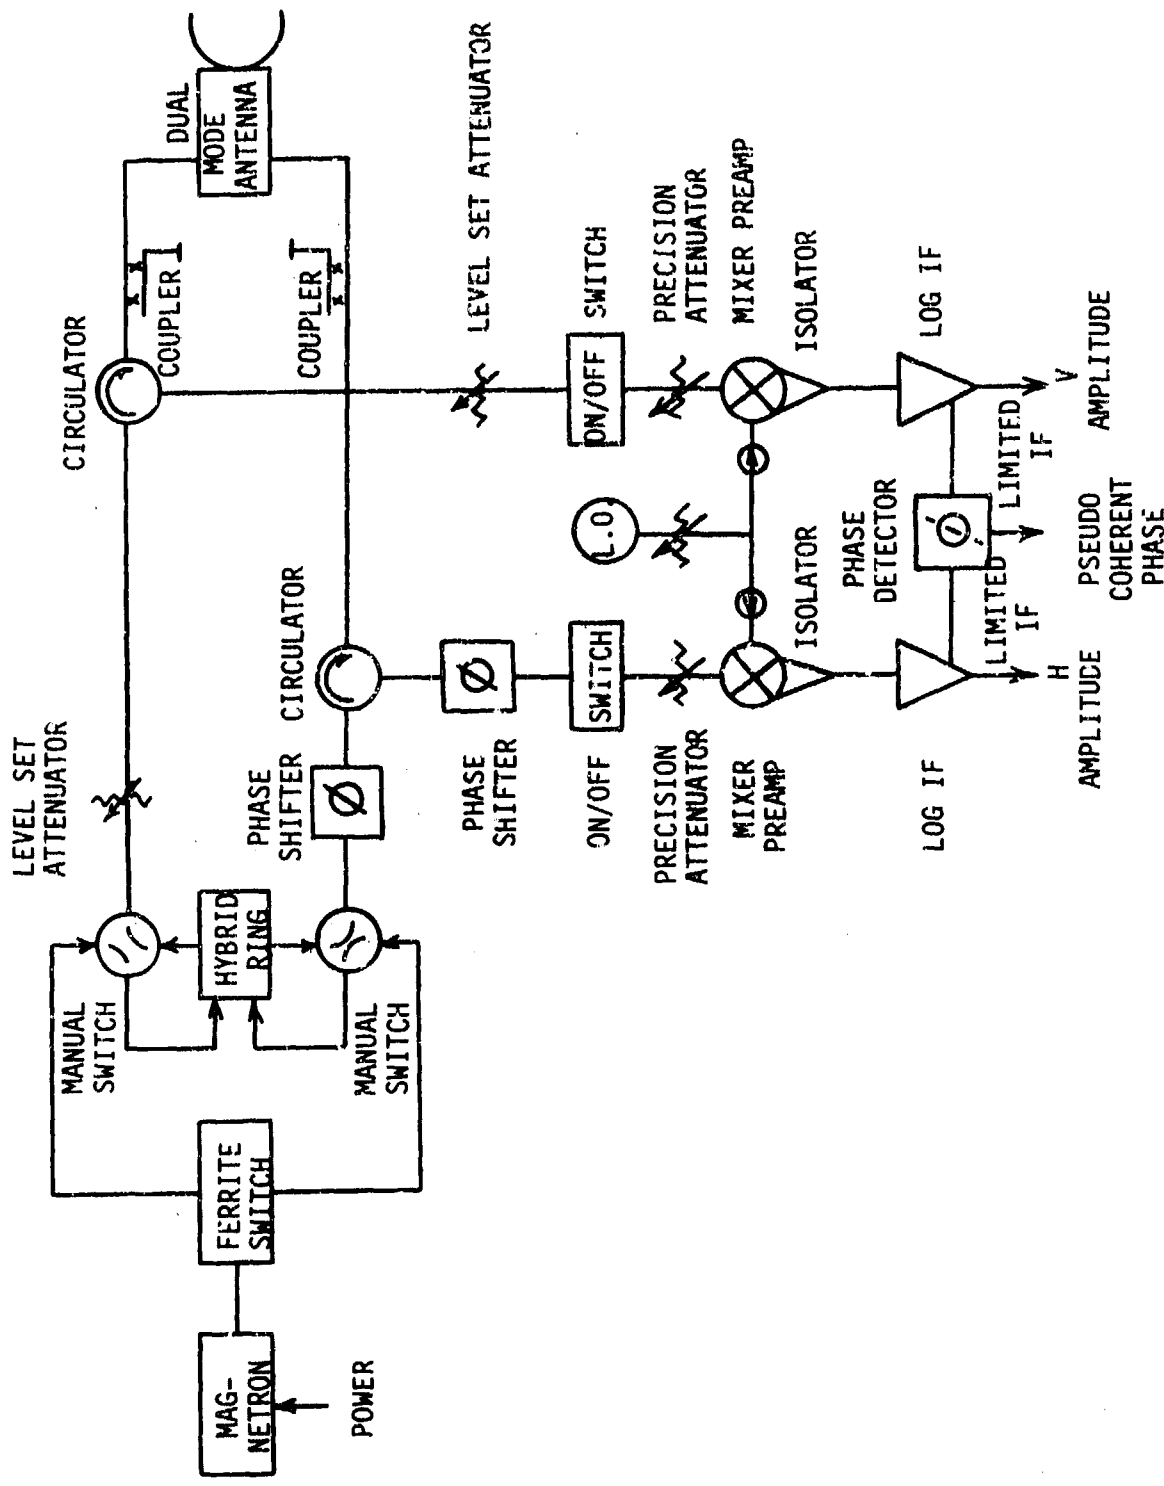 MAG-
NETRON
POWER
FERRITE
SWITCH
MANUAL
SWITCH
MANUAL
SWITCH
HYBRID
RING
LEVEL SET
ATTENUATOR
PHASE
SHIFTER
CIRCULATOR
CIRCULATOR
COUPLER
COUPLER
DUAL
MODE
ANTENNA
LEVEL SET ATTENUATOR
PHASE
SHIFTER
ON/OFF
SWITCH
L.O.
ON/OFF
SWITCH
PRECISION
ATTENUATOR
PRECISION
ATTENUATOR
MIXER
PREAMP
MIXER PREAMP
ISOLATOR
ISOLATOR
LOG IF
PHASE
DETECTOR
LOG IF
LIMITED
IF
LIMITED
IF
H
AMPLITUDE
PSEUDO
COHERENT
PHASE
V
AMPLITUDE
Ø
Ø
Ø